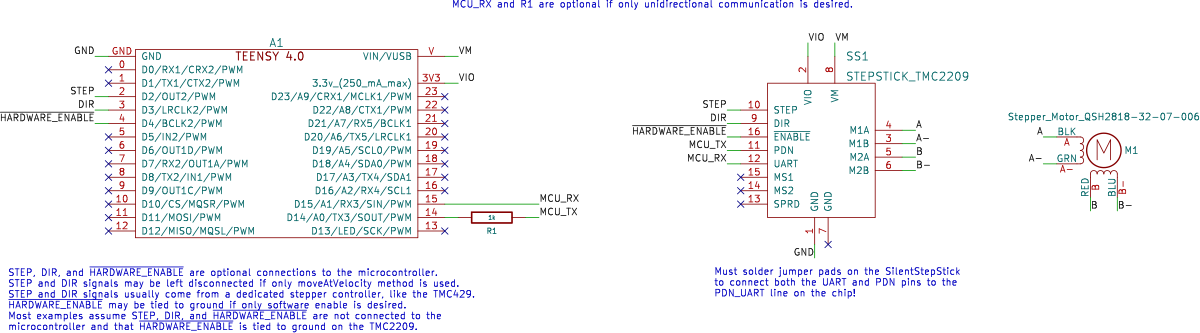 MCU_RX and R1 are optional if only unidirectional communication is desired.
A1
TEENSY 4.0
GND GND GND
0 D0/RX1/CRX2/PWM
1 D1/TX1/CTX2/PWM
STEP 2 D2/OUT2/PWM
DIR 3 D3/LRCLK2/PWM
HARDWARE_ENABLE 4 D4/BCLK2/PWM
5 D5/IN2/PWM
6 D6/OUT1D/PWM
7 D7/RX2/OUT1A/PWM
8 D8/TX2/IN1/PWM
9 D9/OUT1C/PWM
10 D10/CS/MQSR/PWM
11 D11/MOSI/PWM
12 D12/MISO/MQSL/PWM
VIN/VUSB V VM
3.3v_(250_mA_max) 3V3 VIO
D23/A9/CRX1/MCLK1/PWM 23
D22/A8/CTX1/PWM 22
D21/A7/RX5/BCLK1 21
D20/A6/TX5/LRCLK1 20
D19/A5/SCL0/PWM 19
D18/A4/SDA0/PWM 18
D17/A3/TX4/SDA1 17
D16/A2/RX4/SCL1 16
D15/A1/RX3/SIN/PWM 15 MCU_RX
D14/A0/TX3/SOUT/PWM 14 1k MCU_TX
R1
D13/LED/SCK/PWM 13
VIO VM
2 8
SS1
STEPSTICK_TMC2209
VIO VM
STEP 10 STEP
DIR 9 DIR
HARDWARE_ENABLE 16 ENABLE
MCU_TX 11 PDN
MCU_RX 12 UART
15 MS1
14 MS2
13 SPRD
M1A 4 A
M1B 3 A-
M2A 5 B
M2B 6 B-
GND GND
1 7
GND
Stepper_Motor_QSH2818-32-07-006
A BLK A
M M1
A- GRN A-
RED B BLU B-
B B-
STEP, DIR, and HARDWARE_ENABLE are optional connections to the microcontroller.
STEP and DIR signals may be left disconnected if only moveAtVelocity method is used.
STEP and DIR signals usually come from a dedicated stepper controller, like the TMC429.
HARDWARE_ENABLE may be tied to ground if only software enable is desired.
Most examples assume STEP, DIR, and HARDWARE_ENABLE are not connected to the
microcontroller and that HARDWARE_ENABLE is tied to ground on the TMC2209.
Must solder jumper pads on the SilentStepStick
to connect both the UART and PDN pins to the
PDN_UART line on the chip!